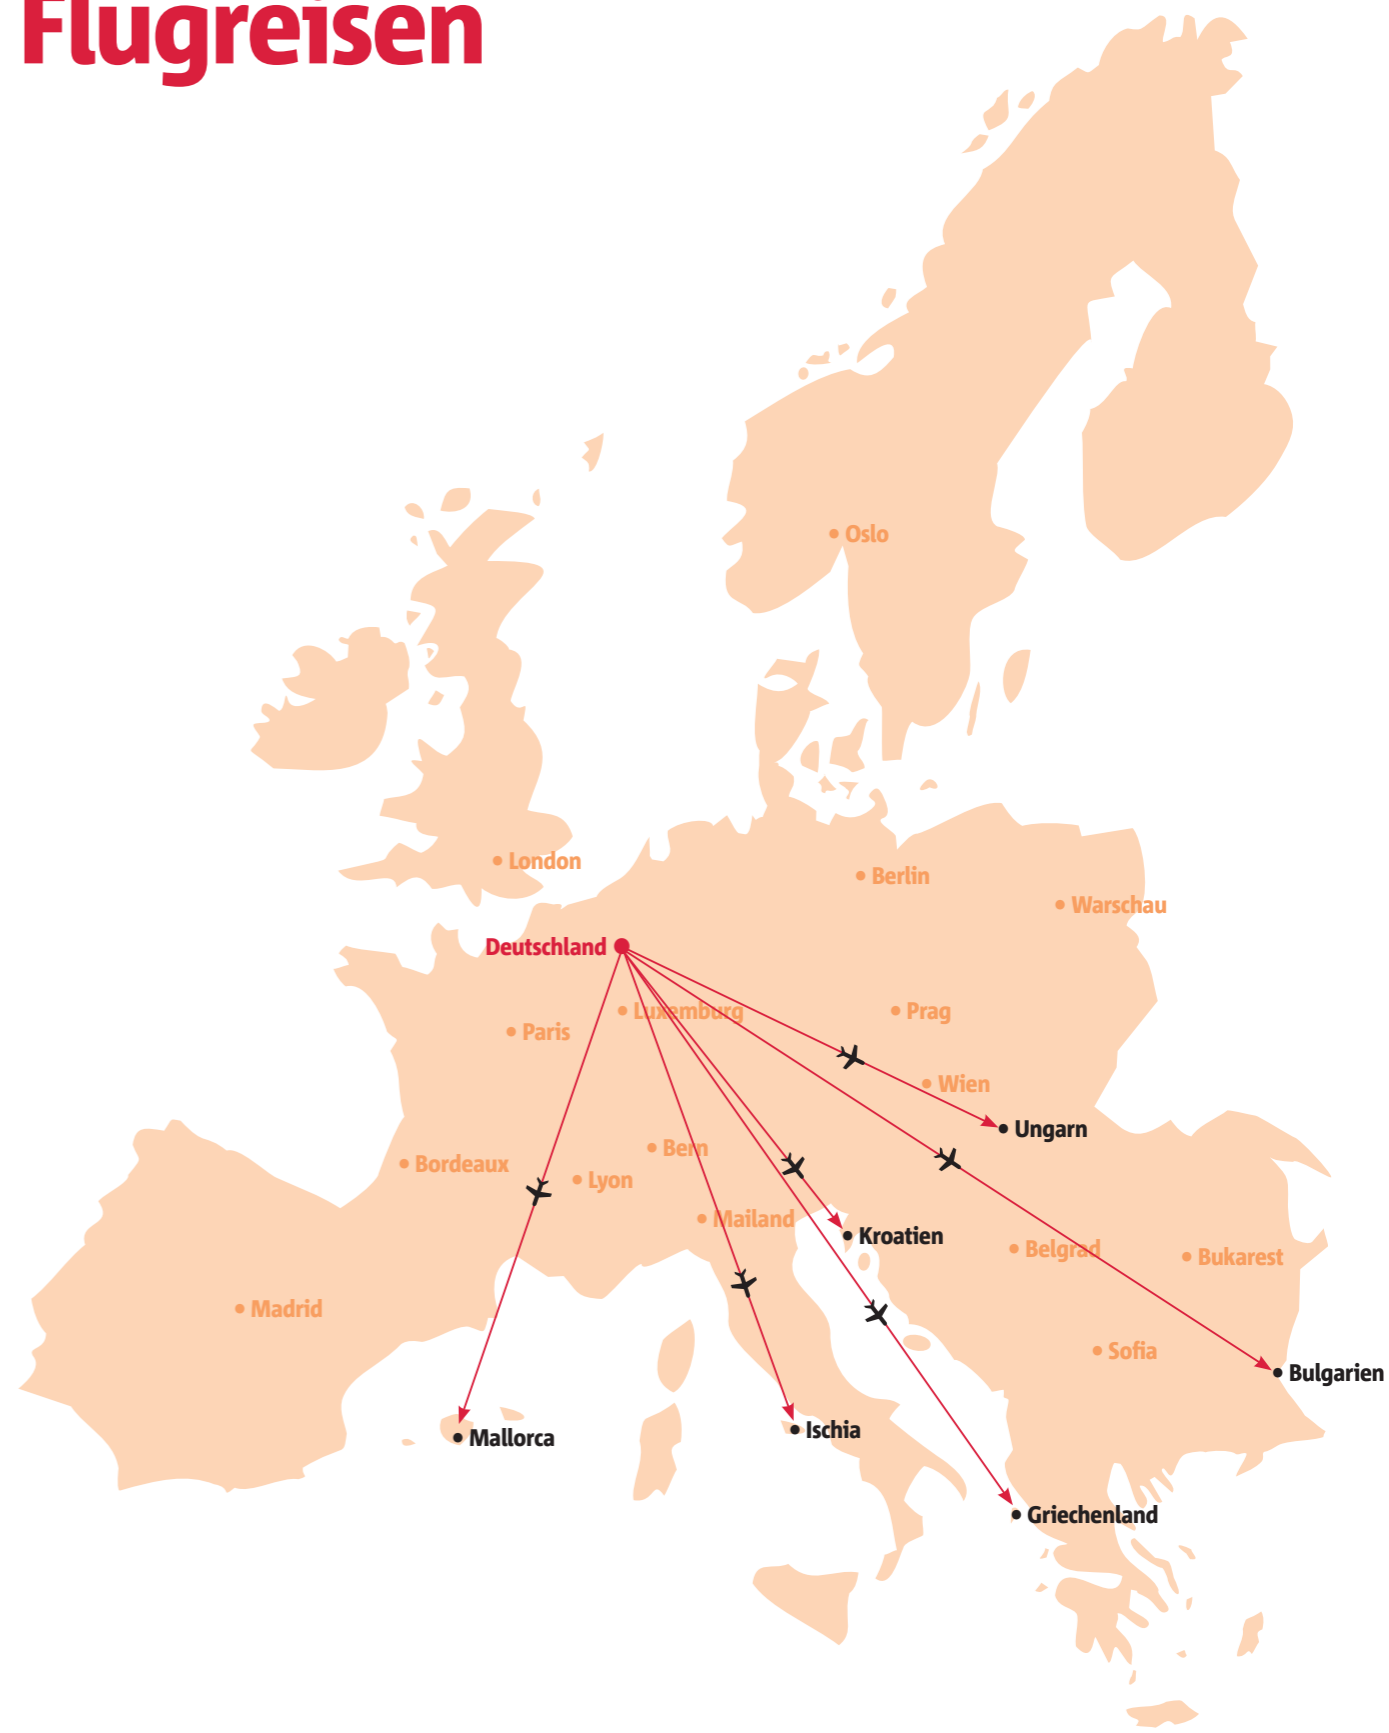 Flugreisen
Oslo
London
Berlin
Warschau
Deutschland
Luxemburg
Prag
Paris
Wien
Ungarn
Bern
Bordeaux
Lyon
Mailand
Kroatien
Belgrad
Bukarest
Madrid
Sofia
Bulgarien
Ischia
Mallorca
Griechenland